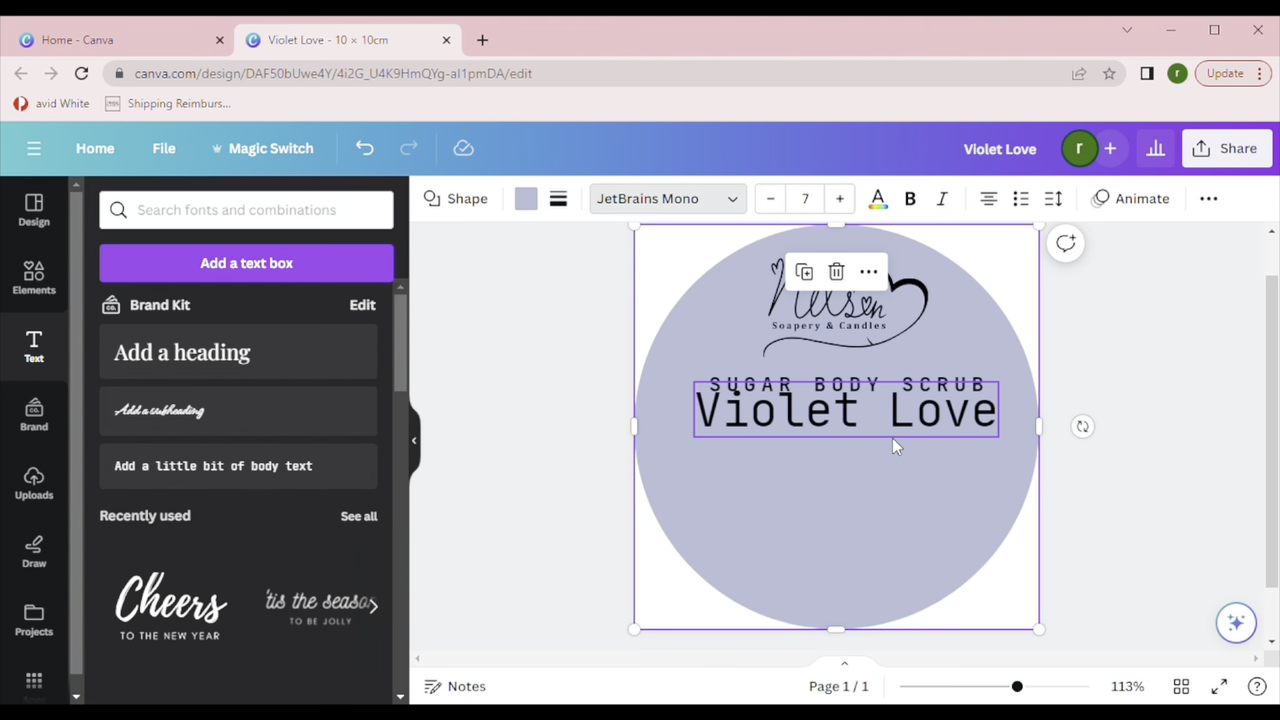 Home - Canva
Violet Love - 10 × 10cm
canva.com/design/DAF50bUwe4Y/4i2G_U4K9HmQYg-aI1pmDA/edit
r
Update
avid White
Shipping Reimburs...
Home
File
Magic Switch
Violet Love
r
Share
Design
Elements
Text
Brand
Uploads
Draw
Projects
Search fonts and combinations
Add a text box
Brand Kit
Edit
Add a heading
Add a subheading
Add a little bit of body text
Recently used
See all
Cheers
TO THE NEW YEAR
'tis the seaso
TO BE JOLLY
Shape
JetBrains Mono
7
A
B
I
Animate
Nelson
Soapery & Candles
SUGAR BODY SCRUB
Violet Love
Notes
Page 1 / 1
113%